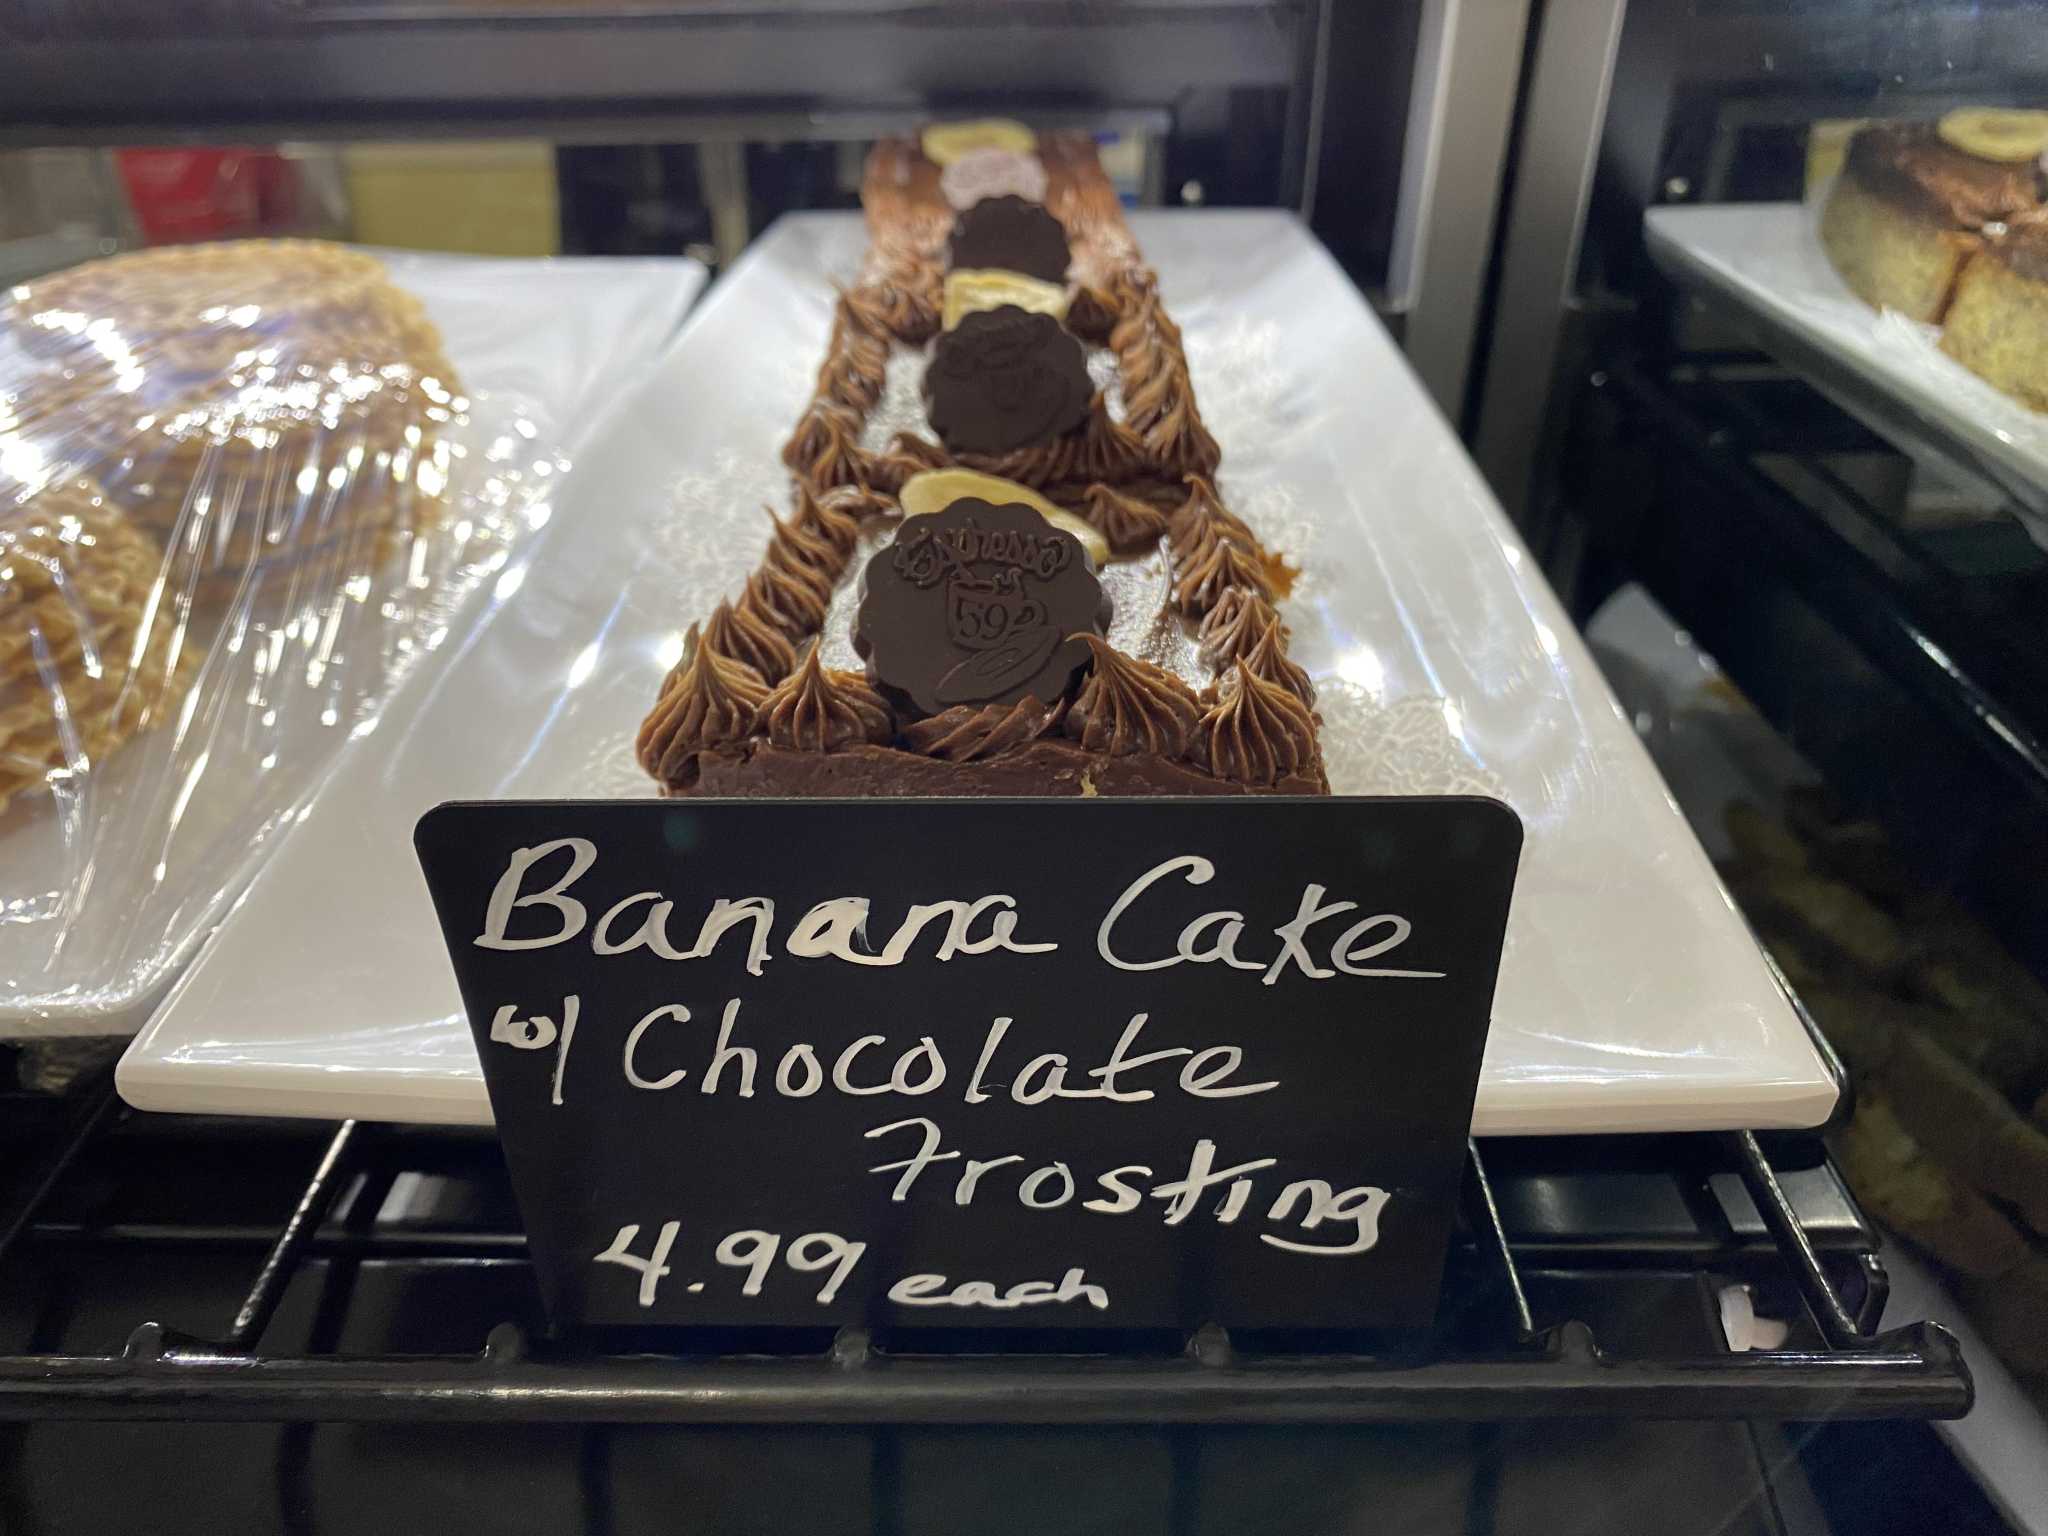 Espresso
59
Banana Cake
w/ Chocolate
Frosting
4.99 each